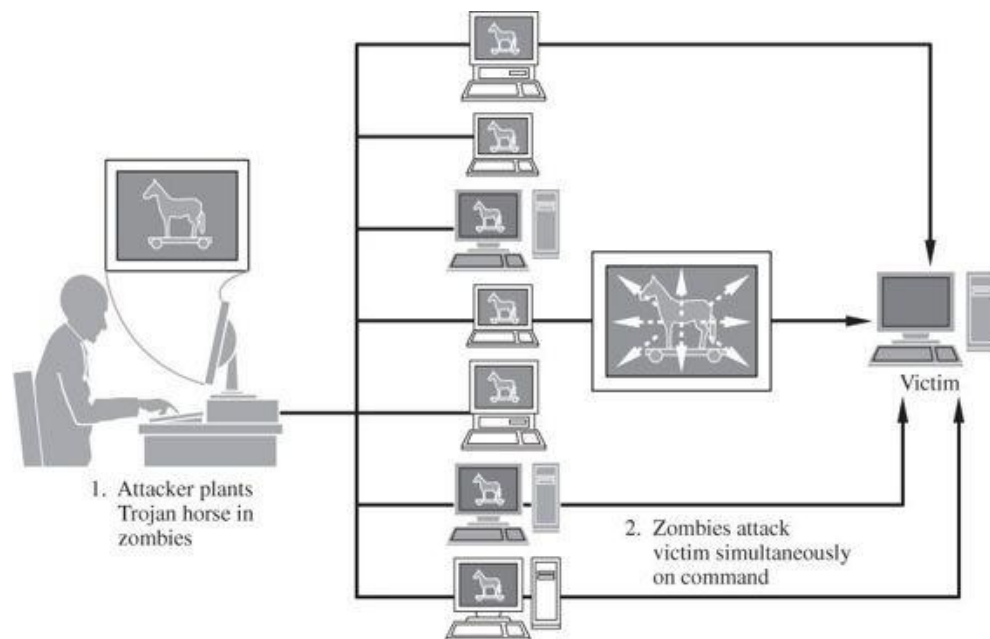 Victim
1. Attacker plants
Trojan horse in
zombies
2. Zombies attack
victim simultaneously
on command